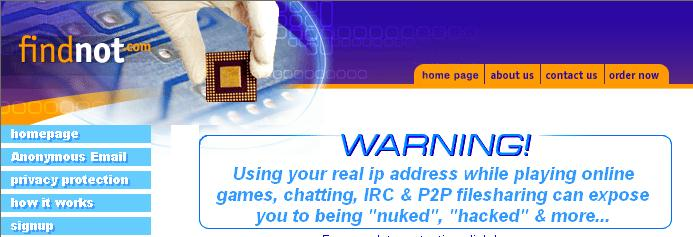 findnot.com
home page about us contact us order now
homepage
Anonymous Email
privacy protection
how it works
signup
WARNING!
Using your real ip address while playing online
games, chatting, IRC & P2P filesharing can expose
you to being "nuked", "hacked" & more...